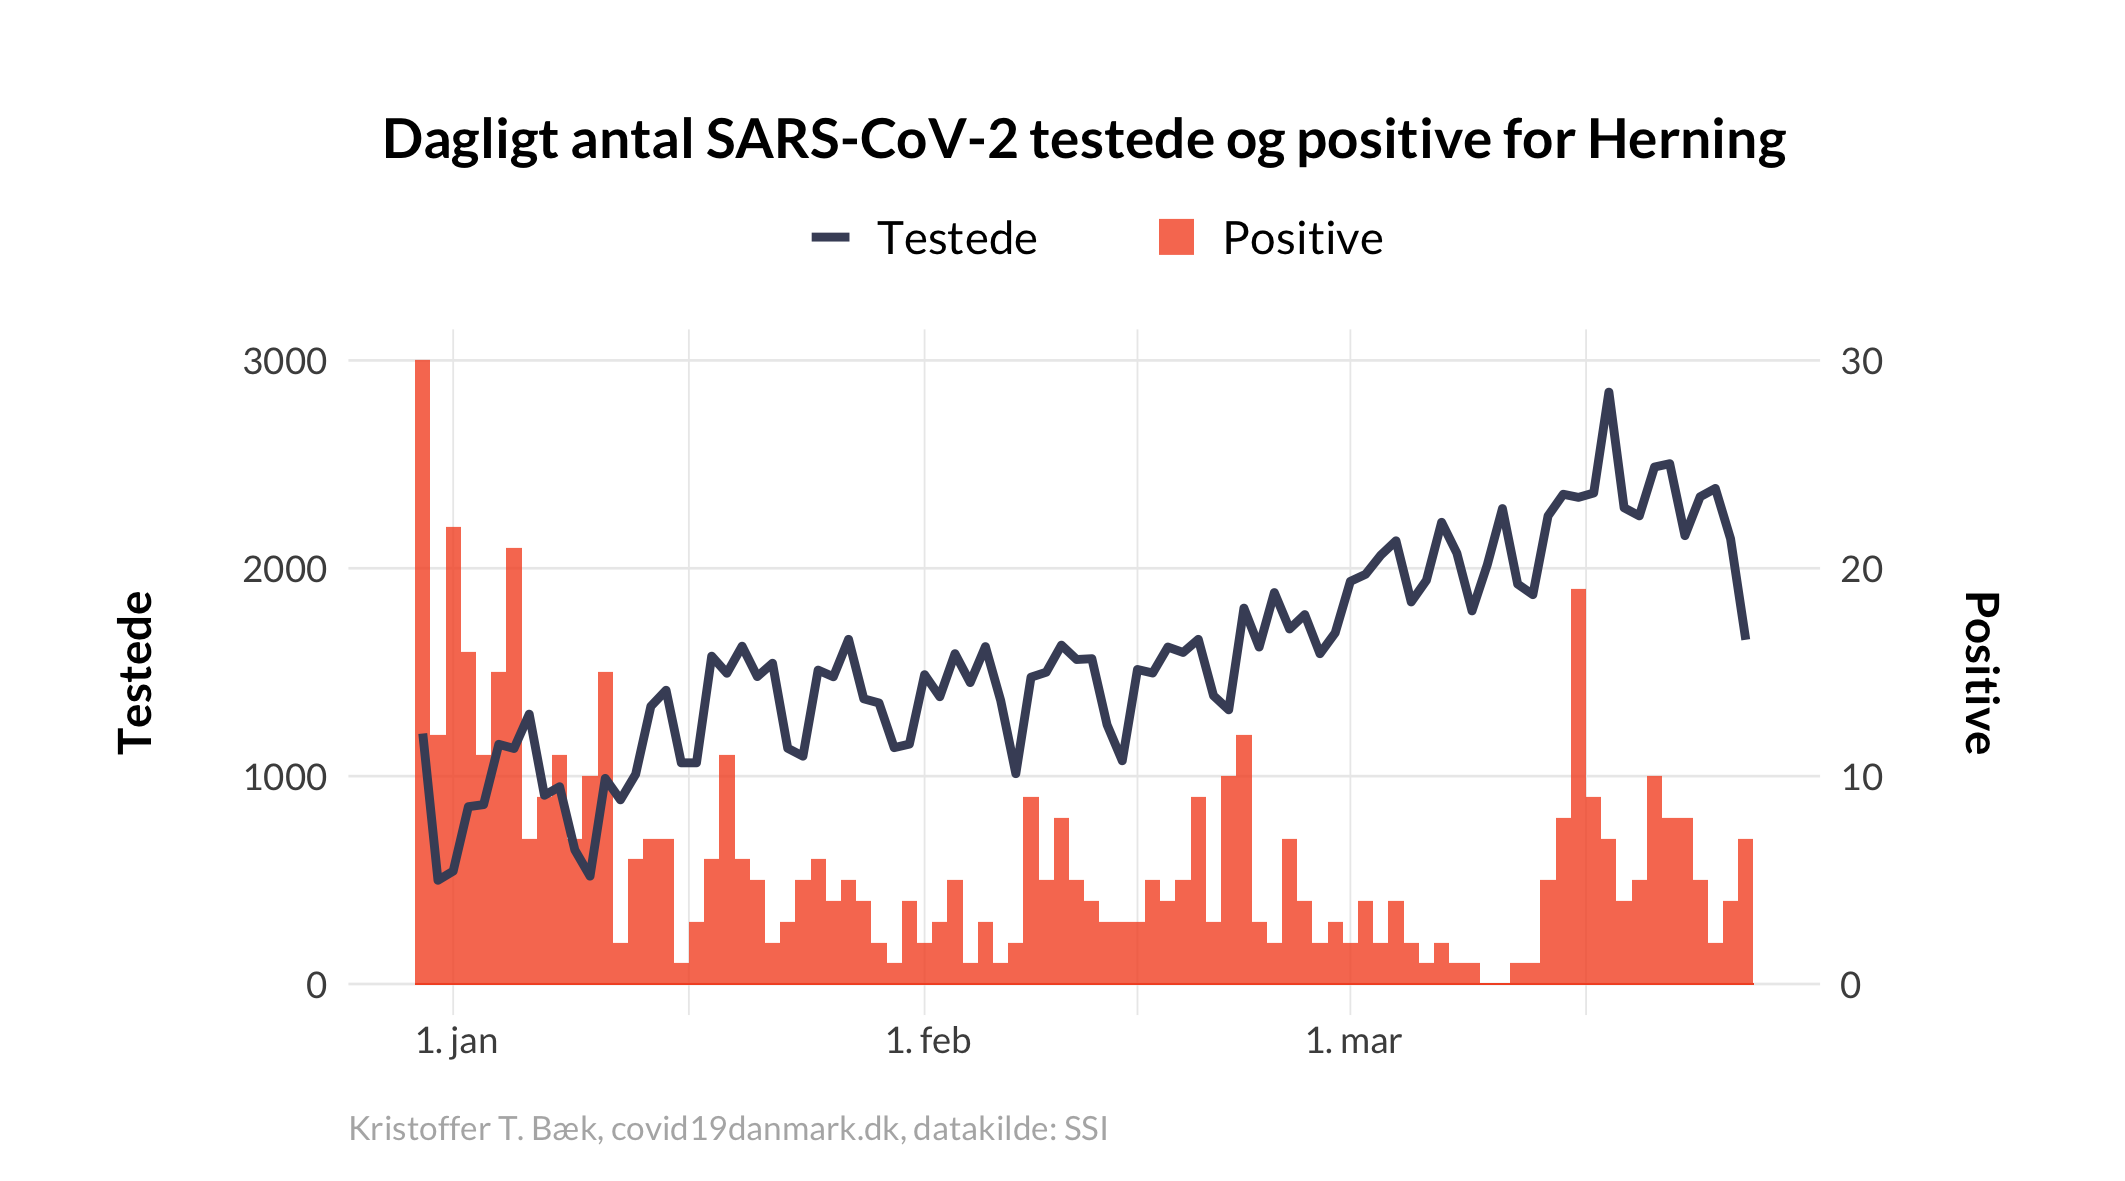 Dagligt antal SARS-CoV-2 testede og positive for Herning
Testede
Positive
3000
2000
1000
0
Testede
30
20
10
0
Positive
1. jan
1. feb
1. mar
Kristoffer T. Bæk, covid19danmark.dk, datakilde: SSI